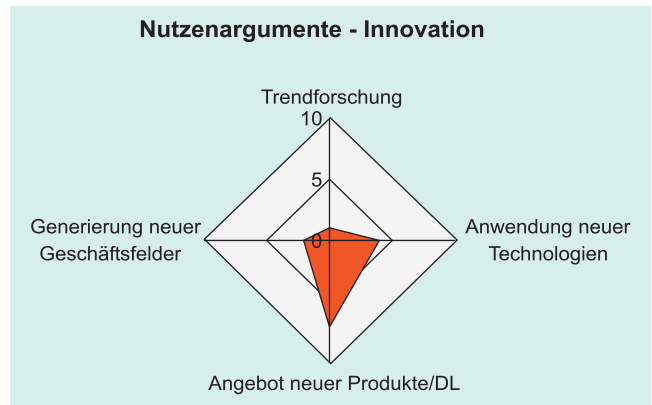 Nutzenargumente - Innovation
Trendforschung
10
5
0
Generierung neuer
Geschäftsfelder
Anwendung neuer
Technologien
Angebot neuer Produkte/DL